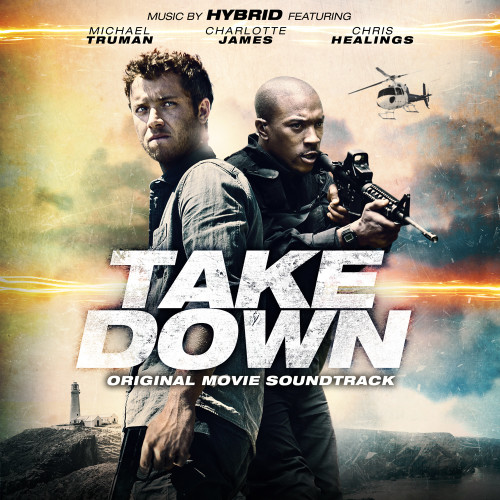 MUSIC BY HYBRID FEATURING
MICHAEL TRUMAN
CHARLOTTE JAMES
CHRIS HEALINGS
TAKE
DOWN
ORIGINAL MOVIE SOUNDTRACK